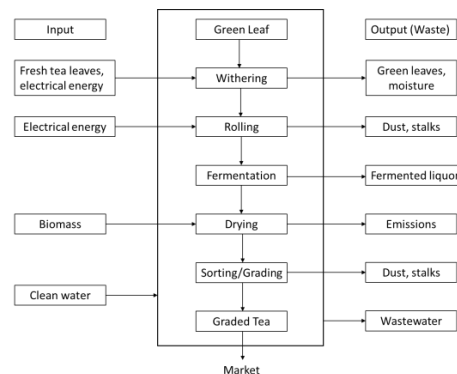 Input
Green Leaf
Output (Waste)
Fresh tea leaves,
electrical energy
Withering
Green leaves,
moisture
Electrical energy
Rolling
Dust, stalks
Fermentation
Fermented liquor
Biomass
Drying
Emissions
Sorting/Grading
Dust, stalks
Clean water
Graded Tea
Wastewater
Market